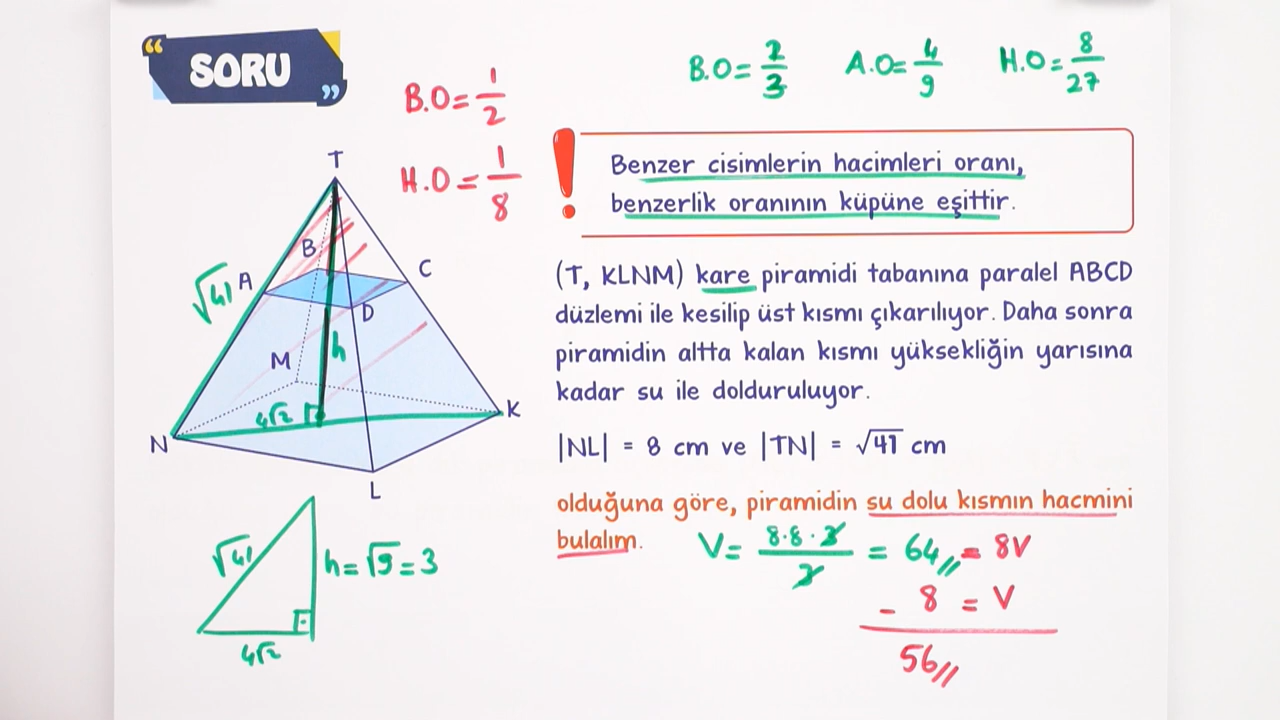 “ SORU ”
B.O = 1/2
H.O = 1/8
B.O = 2/3 A.O = 4/9 H.O = 8/27
!
Benzer cisimlerin hacimleri oranı,
benzerlik oranının küpüne eşittir.
T
B
A
C
D
√41
h
M
4√2
K
N
L
(T, KLNM) kare piramidi tabanına paralel ABCD
düzlemi ile kesilip üst kısmı çıkarılıyor. Daha sonra
piramidin altta kalan kısmı yüksekliğin yarısına
kadar su ile dolduruluyor.
|NL| = 8 cm ve |TN| = √41 cm
olduğuna göre, piramidin su dolu kısmın hacmini
bulalım.
V = 8·8·3/3 = 64 = 8V
- 8 = V
56
√41
h = √9 = 3
4√2